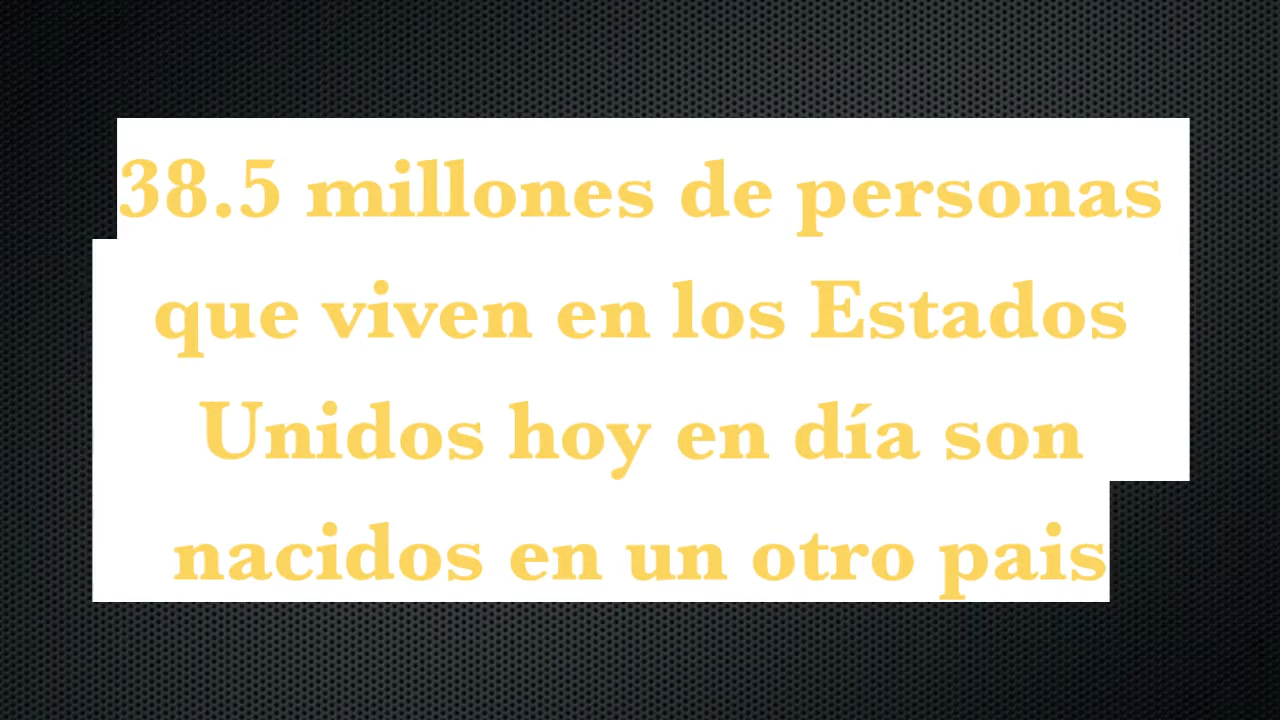 38.5 millones de personas
que viven en los Estados
Unidos hoy en día son
nacidos en un otro pais